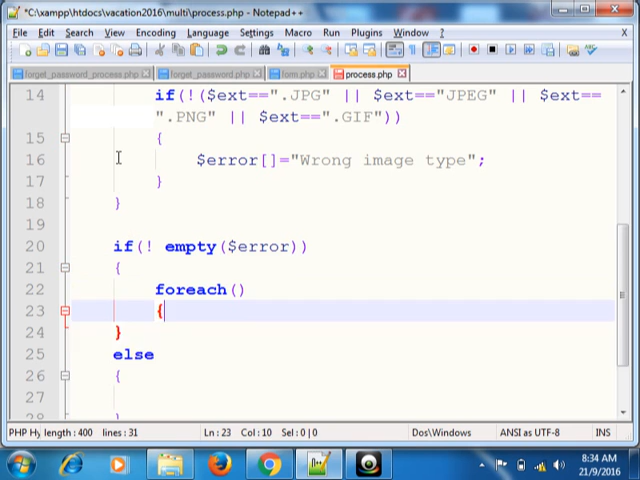 *C:\xampp\htdocs\vacation2016\multi\process.php - Notepad++
File Edit Search View Encoding Language Settings Macro Run Plugins Window ? X
forget_password_process.php forget_password.php form.php process.php
14 if(!($ext==".JPG" || $ext=="JPEG" || $ext==
".PNG" || $ext==".GIF"))
15 {
16 $error[]="Wrong image type";
17 }
18 }
19
20 if(! empty($error))
21 {
22 foreach()
23 {
24 }
25 else
26 {
27
28 }
PHP Hy length : 400 lines : 31 Ln : 23 Col : 10 Sel : 0 | 0 Dos\Windows ANSI as UTF-8 INS
8:34 AM
21/9/2016